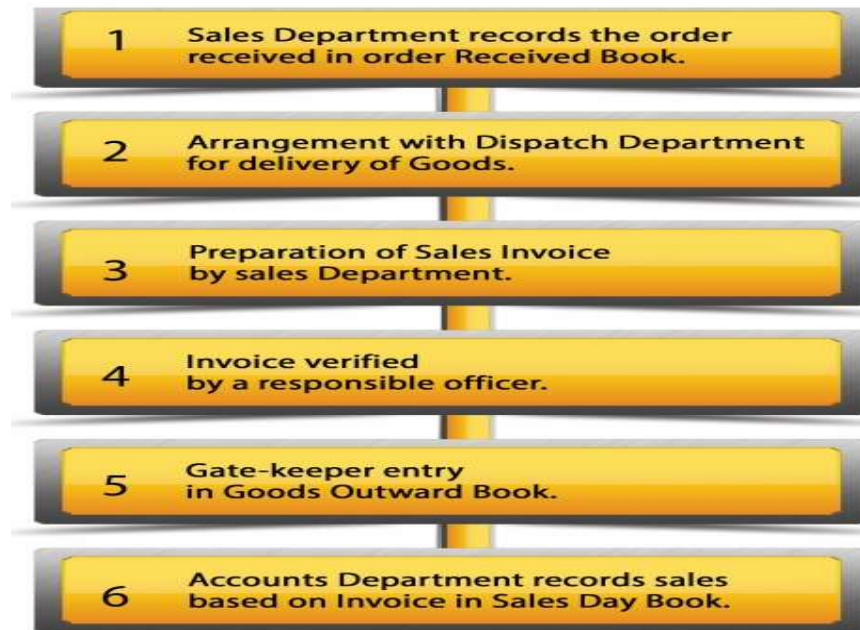 1 Sales Department records the order
received in order Received Book.
2 Arrangement with Dispatch Department
for delivery of Goods.
3 Preparation of Sales Invoice
by sales Department.
4 Invoice verified
by a responsible officer.
5 Gate-keeper entry
in Goods Outward Book.
6 Accounts Department records sales
based on Invoice in Sales Day Book.